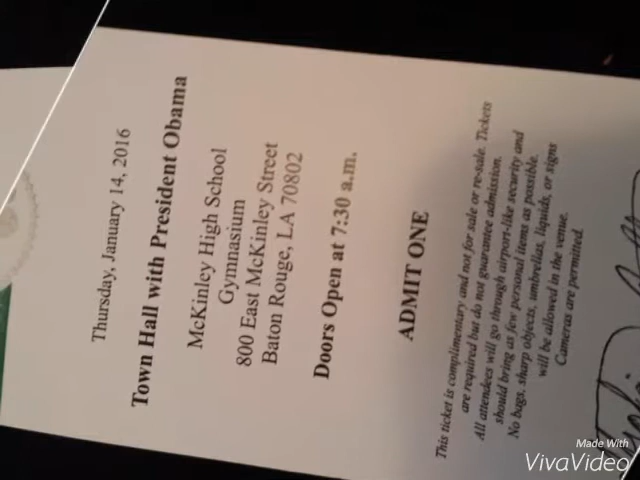 Thursday, January 14, 2016
Town Hall with President Obama
McKinley High School
Gymnasium
800 East McKinley Street
Baton Rouge, LA 70802
Doors Open at 7:30 a.m.
ADMIT ONE
This ticket is complimentary and not for sale or re-sale. Tickets
are required but do not guarantee admission.
All attendees will go through airport-like security and
should bring as few personal items as possible.
No bags, sharp objects, umbrellas, liquids, or signs
will be allowed in the venue.
Cameras are permitted.
Made With
VivaVideo